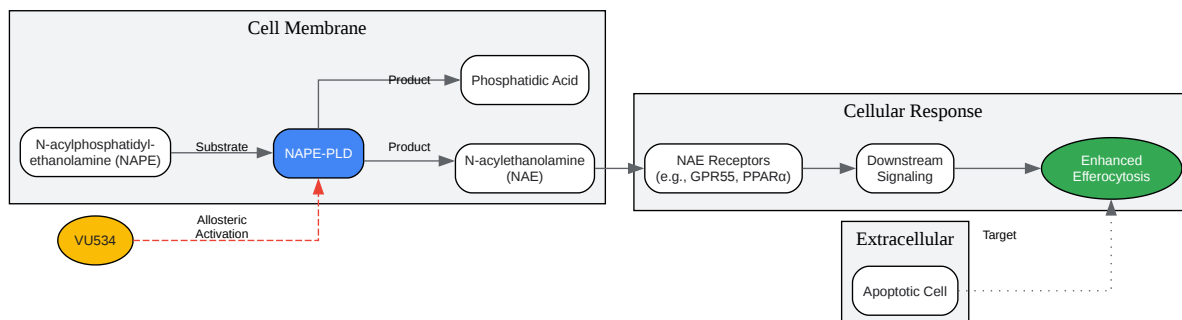 Cell Membrane
Product
Phosphatidic Acid
N-acylphosphatidyl-
ethanolamine (NAPE)
Substrate
NAPE-PLD
Product
N-acylethanolamine
(NAE)
VU534
Allosteric
Activation
Cellular Response
NAE Receptors
(e.g., GPR55, PPARα)
Downstream
Signaling
Enhanced
Efferocytosis
Extracellular
Target
Apoptotic Cell